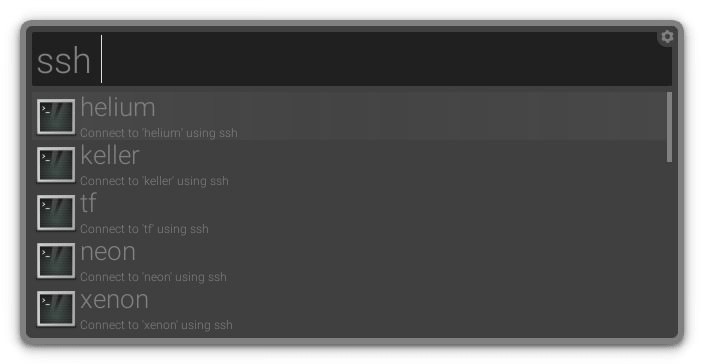 ssh
helium
Connect to 'helium' using ssh
keller
Connect to 'keller' using ssh
tf
Connect to 'tf' using ssh
neon
Connect to 'neon' using ssh
xenon
Connect to 'xenon' using ssh